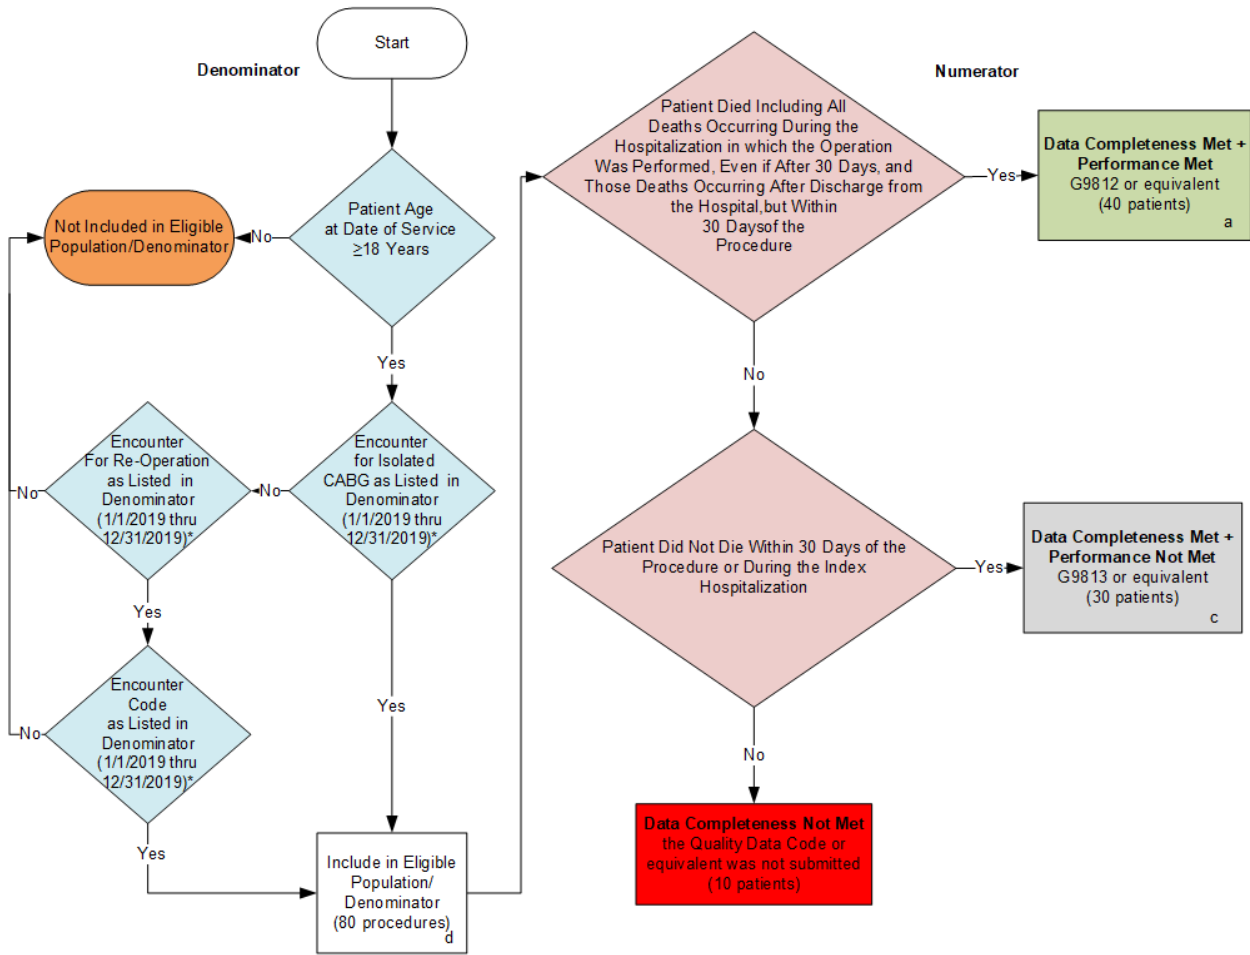 Start
Denominator
Patient Age
at Date of Service
≥18 Years
No
Not Included in Eligible
Population/Denominator
Yes
Encounter
for Isolated
CABG as Listed in
Denominator
(1/1/2019 thru
12/31/2019)*
No
Encounter
For Re-Operation
as Listed in
Denominator
(1/1/2019 thru
12/31/2019)*
No
Yes
Encounter
Code
as Listed in
Denominator
(1/1/2019 thru
12/31/2019)*
No
Yes
Yes
Include in Eligible
Population/
Denominator
(80 procedures)
d
Numerator
Patient Died Including All
Deaths Occurring During the
Hospitalization in which the Operation
Was Performed, Even if After 30 Days, and
Those Deaths Occurring After Discharge from
the Hospital,but Within
30 Daysof the
Procedure
Yes
Data Completeness Met +
Performance Met
G9812 or equivalent
(40 patients)
a
No
Patient Did Not Die Within 30 Days of the
Procedure or During the Index
Hospitalization
Yes
Data Completeness Met +
Performance Not Met
G9813 or equivalent
(30 patients)
c
No
Data Completeness Not Met
the Quality Data Code or
equivalent was not submitted
(10 patients)